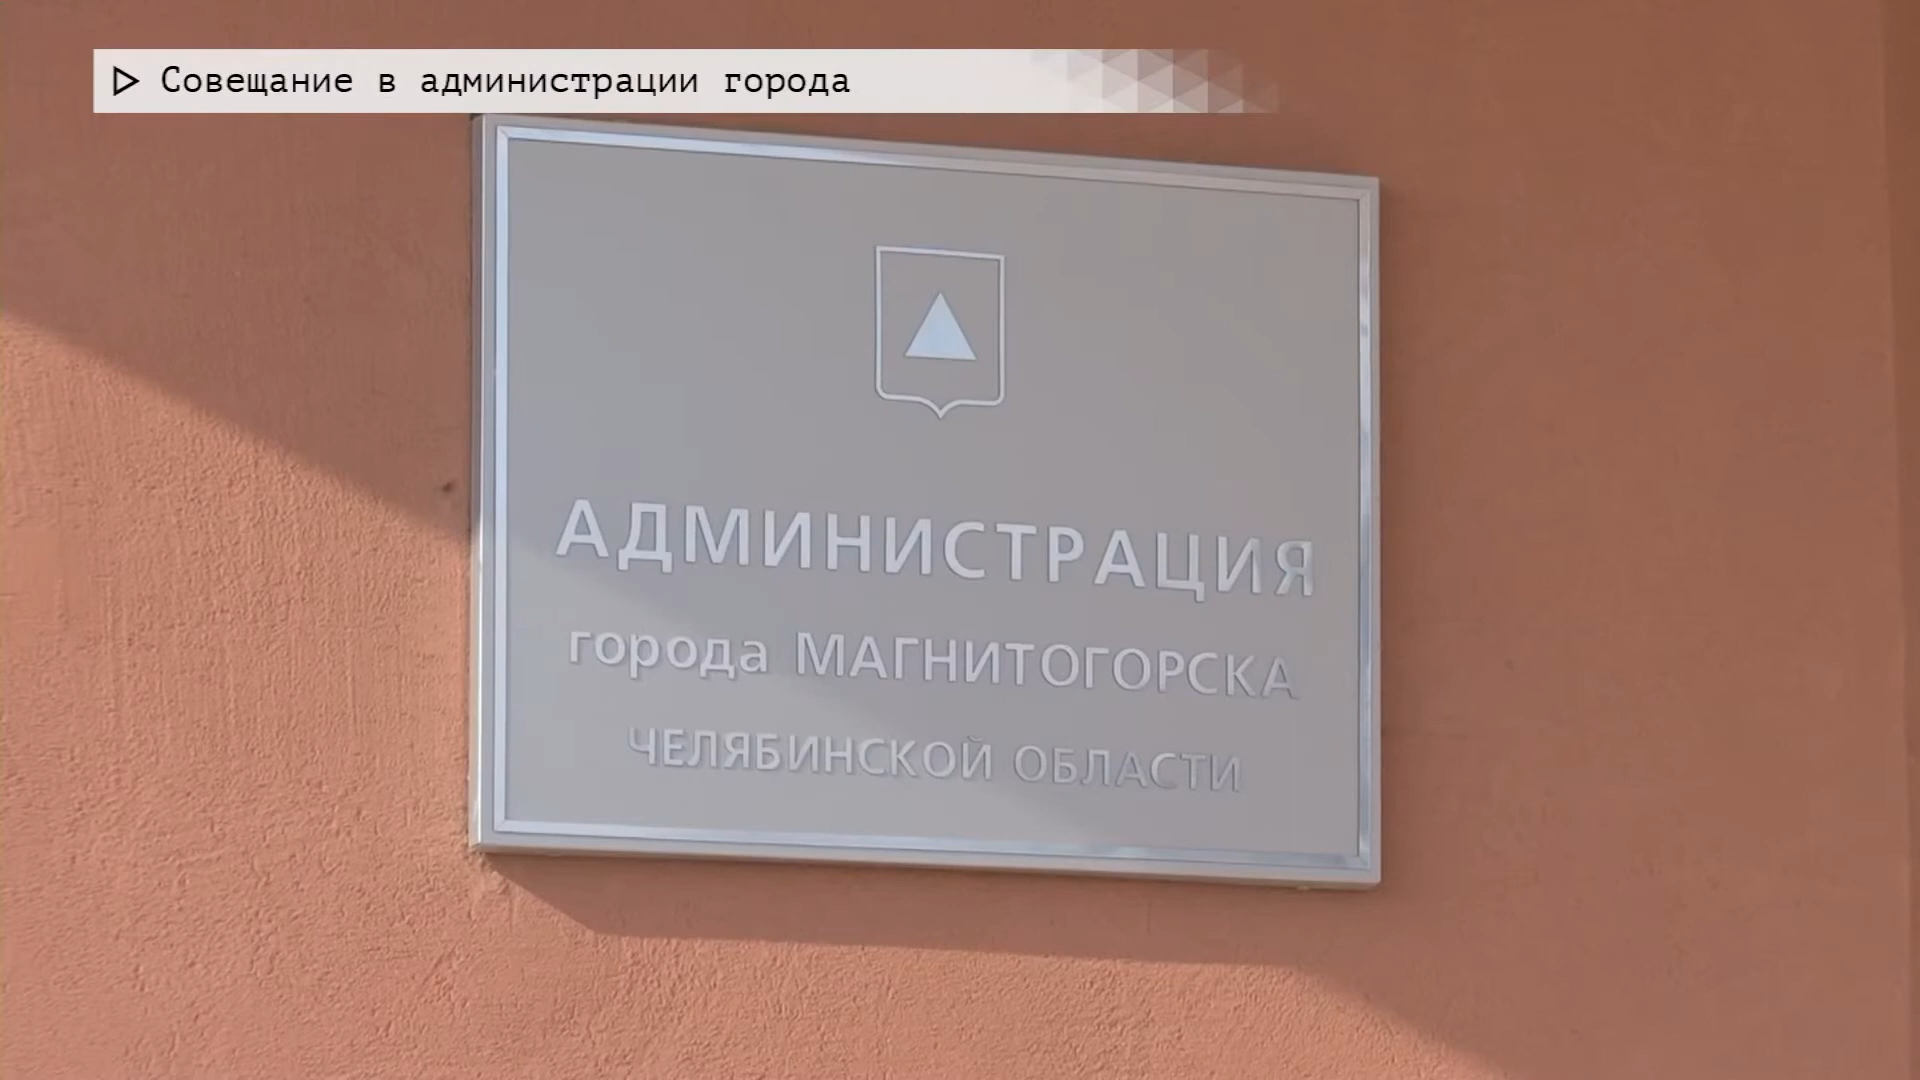 Совещание в администрации города
АДМИНИСТРАЦИЯ
города МАГНИТОГОРСКА
ЧЕЛЯБИНСКОЙ ОБЛАСТИ